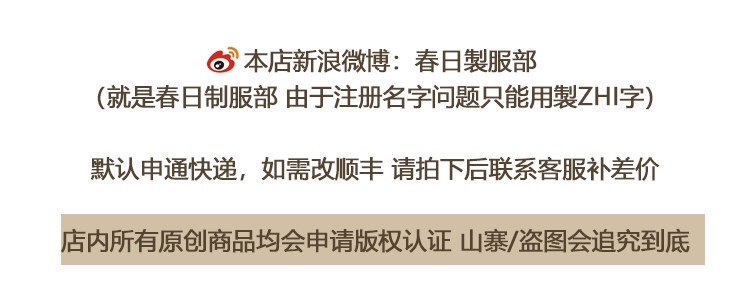 本店新浪微博：春日製服部
（就是春日制服部 由于注册名字问题只能用製ZHI字）
默认申通快递，如需改顺丰 请拍下后联系客服补差价
店内所有原创商品均会申请版权认证 山寨/盗图会追究到底